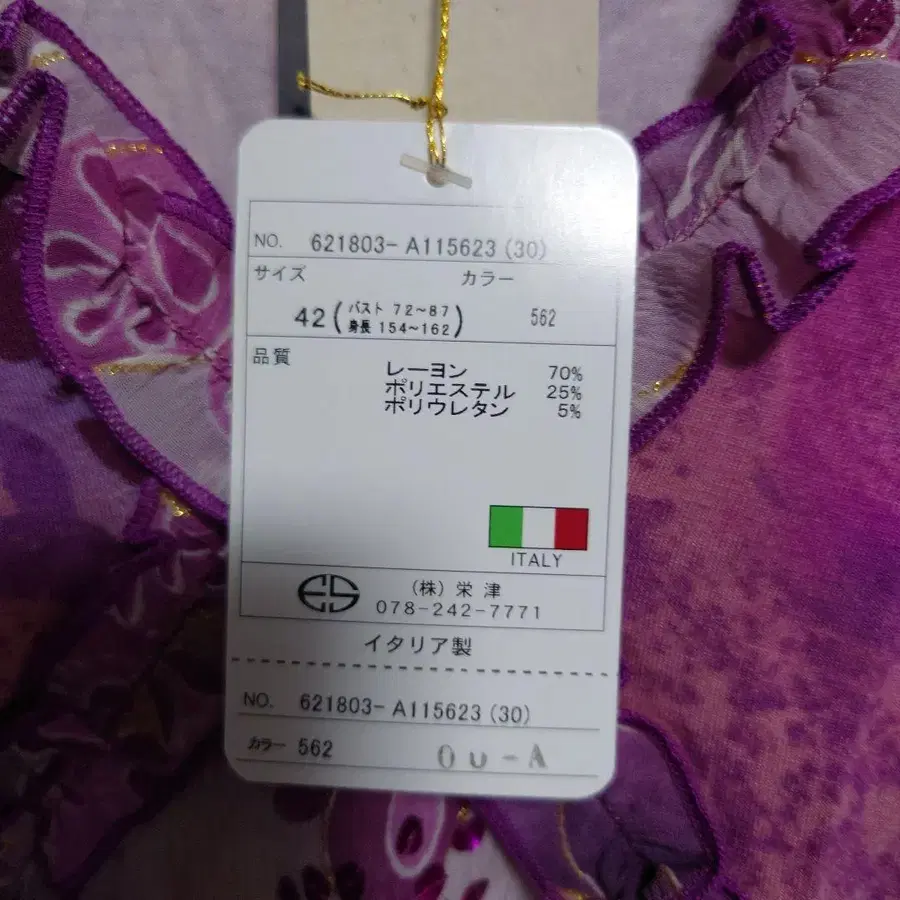 NO. 621803- A115623 (30)
サイズ カラー
42 (バスト 72~87 身長 154~162) 562
品質
レーヨン 70%
ポリエステル 25%
ポリウレタン 5%
ITALY
ES (株) 栄津
078-242-7771
イタリア製
NO. 621803- A115623 (30)
カラー 562 0U-A